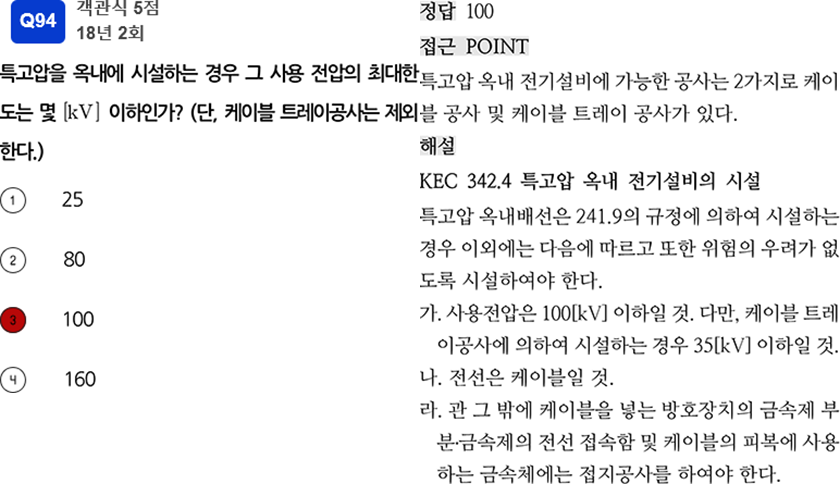 Q94
객관식 5점
18년 2회
특고압을 옥내에 시설하는 경우 그 사용 전압의 최대한
도는 몇 [kV] 이하인가? (단, 케이블 트레이공사는 제외
한다.)
1 25
2 80
3 100
4 160
정답 100
접근 POINT
특고압 옥내 전기설비에 가능한 공사는 2가지로 케이
블 공사 및 케이블 트레이 공사가 있다.
해설
KEC 342.4 특고압 옥내 전기설비의 시설
특고압 옥내배선은 241.9의 규정에 의하여 시설하는
경우 이외에는 다음에 따르고 또한 위험의 우려가 없
도록 시설하여야 한다.
가. 사용전압은 100[kV] 이하일 것. 다만, 케이블 트레
이공사에 의하여 시설하는 경우 35[kV] 이하일 것.
나. 전선은 케이블일 것.
라. 관 그 밖에 케이블을 넣는 방호장치의 금속제 부
분·금속제의 전선 접속함 및 케이블의 피복에 사용
하는 금속체에는 접지공사를 하여야 한다.